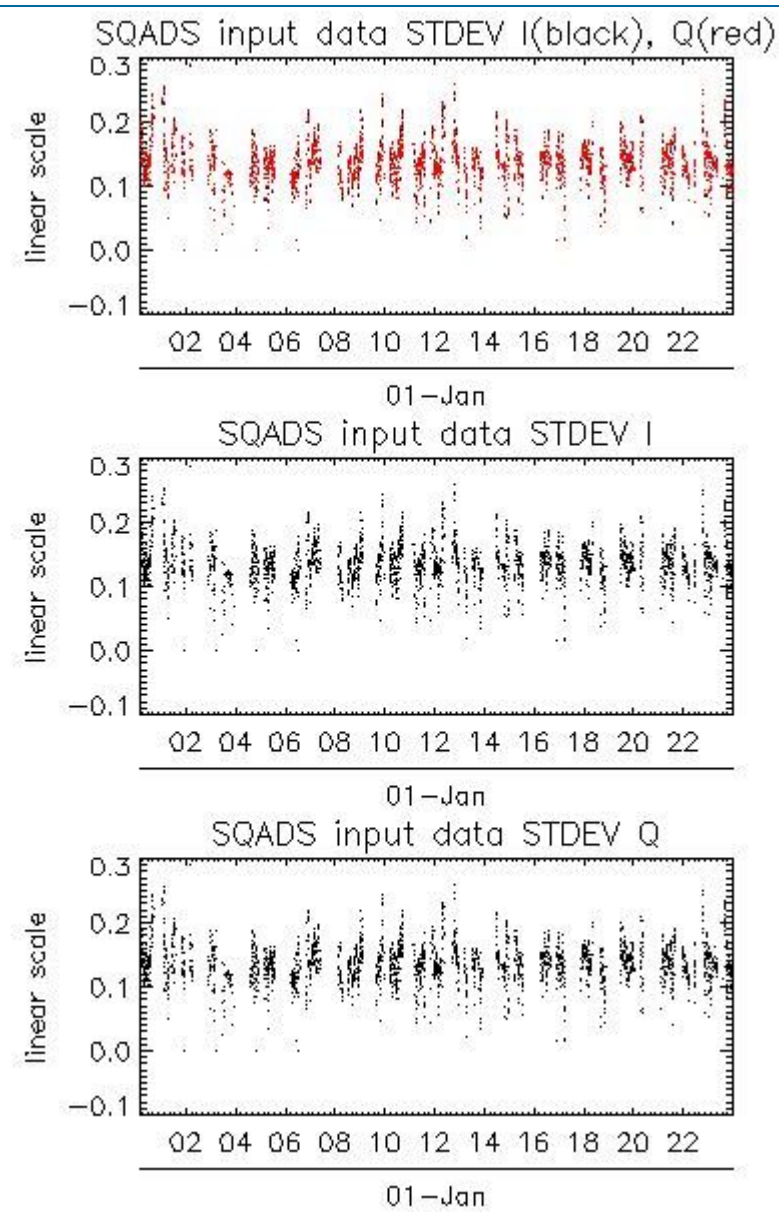 SQADS input data STDEV I(black), Q(red)
0.3
0.2
0.1
0.0
−0.1
linear scale
02 04 06 08 10 12 14 16 18 20 22
01−Jan
SQADS input data STDEV I
0.3
0.2
0.1
0.0
−0.1
linear scale
02 04 06 08 10 12 14 16 18 20 22
01−Jan
SQADS input data STDEV Q
0.3
0.2
0.1
0.0
−0.1
linear scale
02 04 06 08 10 12 14 16 18 20 22
01−Jan